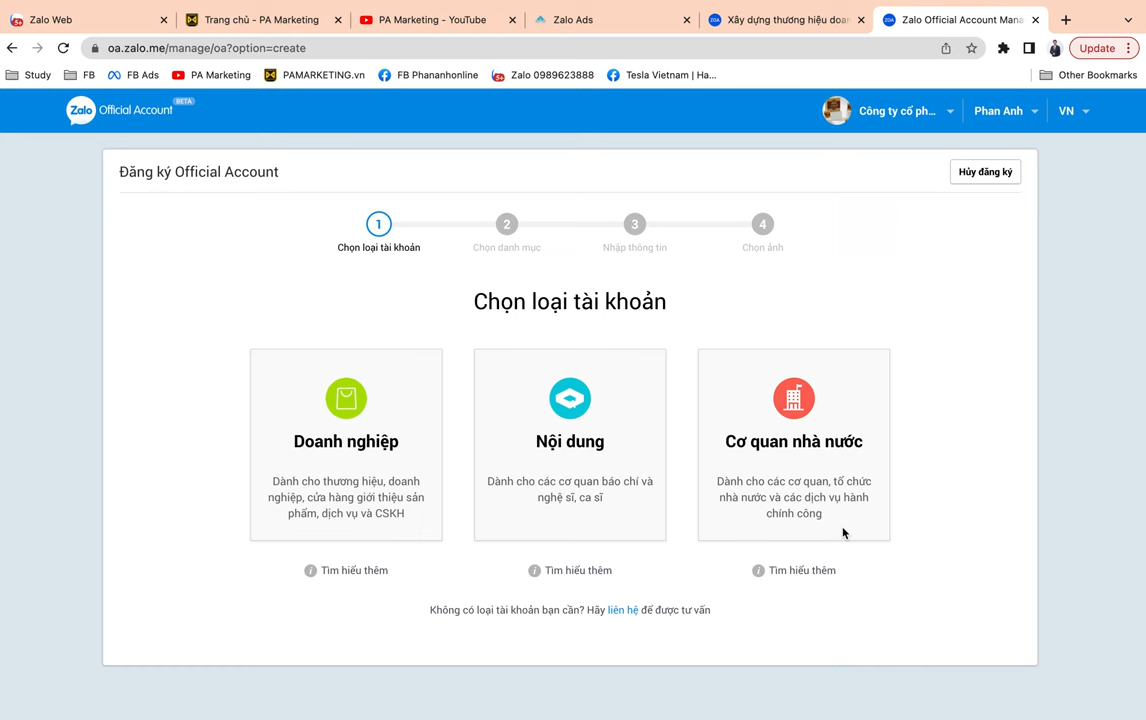 Zalo Web
Trang chủ - PA Marketing
PA Marketing - YouTube
Zalo Ads
Xây dựng thương hiệu doan
Zalo Official Account Mana
oa.zalo.me/manage/oa?option=create
Update
Study
FB
FB Ads
PA Marketing
PAMARKETING.vn
FB Phananhonline
Zalo 0989623888
Tesla Vietnam | Ha...
Other Bookmarks
Zalo Official Account BETA
Công ty cổ ph...
Phan Anh
VN
Đăng ký Official Account
Hủy đăng ký
1
2
3
4
Chọn loại tài khoản
Chọn danh mục
Nhập thông tin
Chọn ảnh
Chọn loại tài khoản
Doanh nghiệp
Dành cho thương hiệu, doanh
nghiệp, cửa hàng giới thiệu sản
phẩm, dịch vụ và CSKH
Tìm hiểu thêm
Nội dung
Dành cho các cơ quan báo chí và
nghệ sĩ, ca sĩ
Tìm hiểu thêm
Cơ quan nhà nước
Dành cho các cơ quan, tổ chức
nhà nước và các dịch vụ hành
chính công
Tìm hiểu thêm
Không có loại tài khoản bạn cần? Hãy liên hệ để được tư vấn